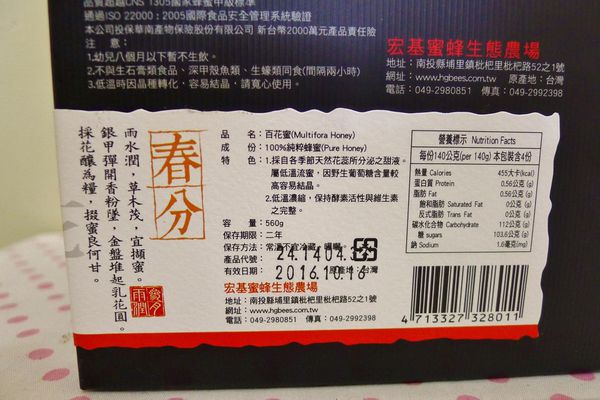 品質超越CNS 1305國家蜂蜜甲級標準
通過ISO 22000：2005國際食品安全管理系統驗證
本公司投保華南產物保險股份有限公司 新台幣2000萬元產品責任險
注意：
1.幼兒八個月以下暫不生飲。
2.不與生石膏類食品、深甲殼魚類、生蠔類同食(間隔兩小時)
3.低溫時因晶種轉化、容易結晶，請寬心使用。
宏基蜜蜂生態農場
地址：南投縣埔里鎮枇杷里枇杷路52之1號
網址：www.hgbees.com.tw 原產地：台灣
電話：049-2980851 傳真：049-2992398
春分
雨水潤，草木茂，宜擷蜜。
銀甲彈開香粉墜，金盤堆起乳花圓。
採花釀為糧，掇蜜良何甘。
品名：百花蜜(Multifora Honey)
成份：100%純粹蜂蜜(Pure Honey)
特色：1.採自各季節天然花蕊所分泌之甜液。
屬低溫流蜜，因野生葡萄糖含量較
高容易結晶。
2.低溫濃縮，保持酵素活性與維生素
之完整。
容量：560g
保存期限：二年
保存方法：常溫不宜冷藏、曝曬。
產品代號：24.1404.3
有效日期：2016.10.16
原產地：台灣
宏基蜜蜂生態農場
地址：南投縣埔里鎮枇杷里枇杷路52之1號
網址：www.hgbees.com.tw
電話：049-2980851 傳真：049-2992398
營養標示 Nutrition Facts
每份140公克(per 140g) 本包裝含4份
熱量 Calories 455大卡(kcal)
蛋白質 Protein 0.56公克(g)
脂肪 Fat 0.56公克(g)
飽和脂肪 Saturated Fat 0公克(g)
反式脂肪 Trans Fat 0公克(g)
碳水化合物 Carbohydrate 112公克(g)
糖 sugars 103.6公克(g)
鈉 Sodium 1.6毫克(mg)
4 713327 328011